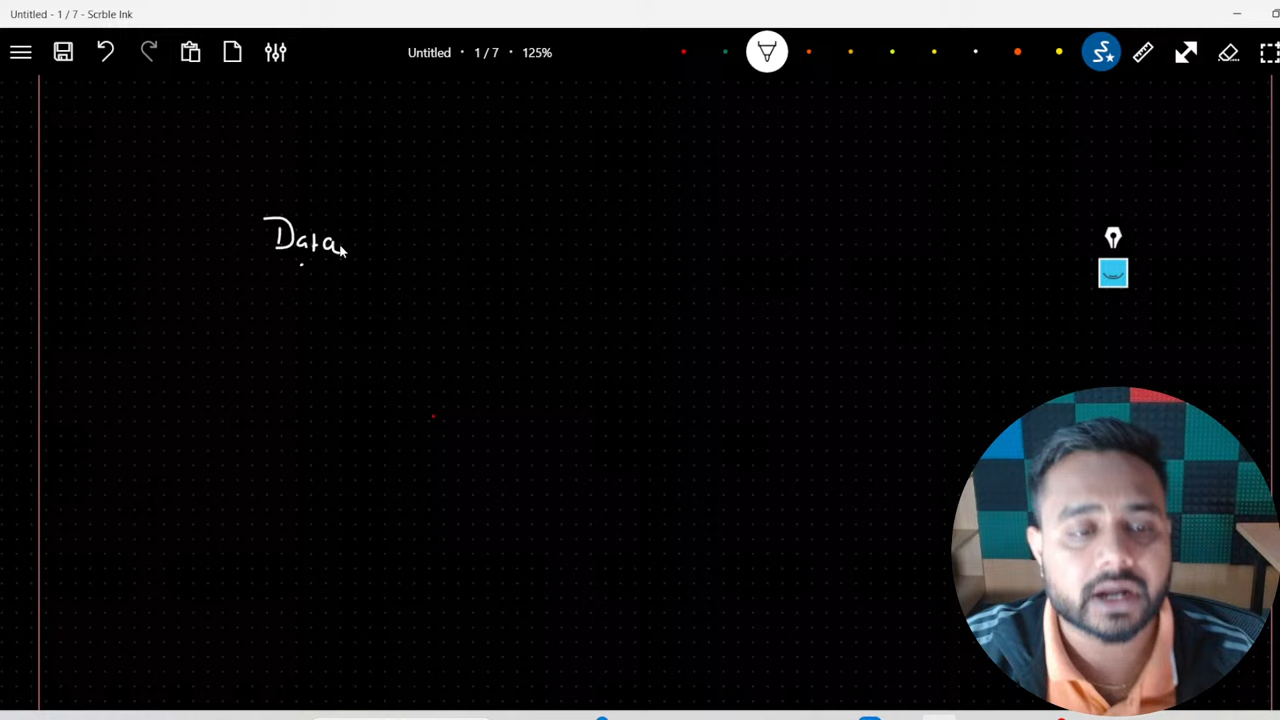 Untitled - 1 / 7 - Scrble Ink
Untitled • 1 / 7 • 125%
Data